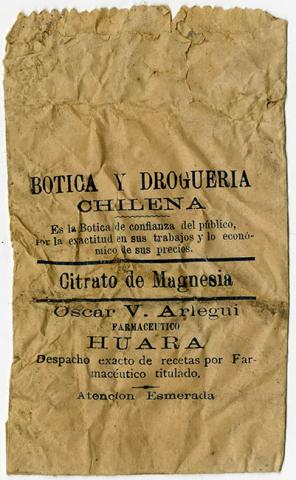 BOTICA Y DROGUERIA
CHILENA
Es la Botica de confianza del público,
por la exactitud en sus trabajos y lo econó-
mico de sus precios.
Citrato de Magnesia
Oscar V. Arlegui
FARMACEUTICO
HUARA
Despacho exacto de recetas por Far-
macéutico titulado.
Atencion Esmerada